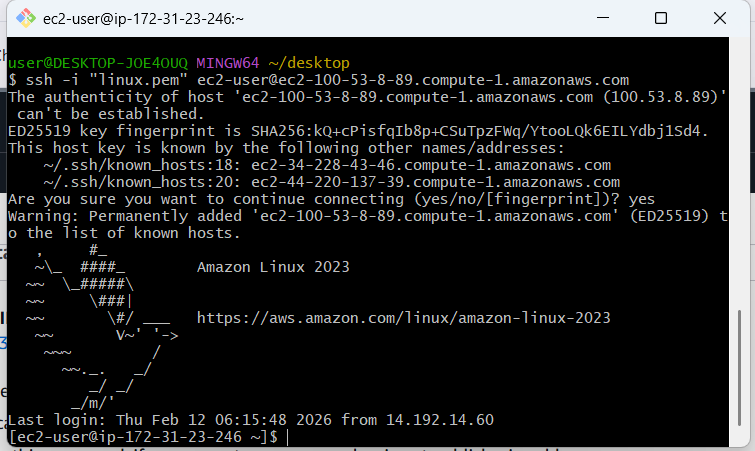 ec2-user@ip-172-31-23-246:~
user@DESKTOP-JOE4OUQ MINGW64 ~/desktop
$ ssh -i "linux.pem" ec2-user@ec2-100-53-8-89.compute-1.amazonaws.com
The authenticity of host 'ec2-100-53-8-89.compute-1.amazonaws.com (100.53.8.89)'
 can't be established.
ED25519 key fingerprint is SHA256:kQ+cPisfqIb8p+CSuTpzFWq/YtooLQk6EILYdbj1Sd4.
This host key is known by the following other names/addresses:
    ~/.ssh/known_hosts:18: ec2-34-228-43-46.compute-1.amazonaws.com
    ~/.ssh/known_hosts:20: ec2-44-220-137-39.compute-1.amazonaws.com
Are you sure you want to continue connecting (yes/no/[fingerprint])? yes
Warning: Permanently added 'ec2-100-53-8-89.compute-1.amazonaws.com' (ED25519) t
o the list of known hosts.
   ,     #_
   ~\_  ####_        Amazon Linux 2023
  ~~  \_#####\
  ~~     \###|
  ~~       \#/ ___   https://aws.amazon.com/linux/amazon-linux-2023
   ~~       V~' '->
    ~~~         /
      ~~._.   _/
         _/ _/
       _/m/'
Last login: Thu Feb 12 06:15:48 2026 from 14.192.14.60
[ec2-user@ip-172-31-23-246 ~]$